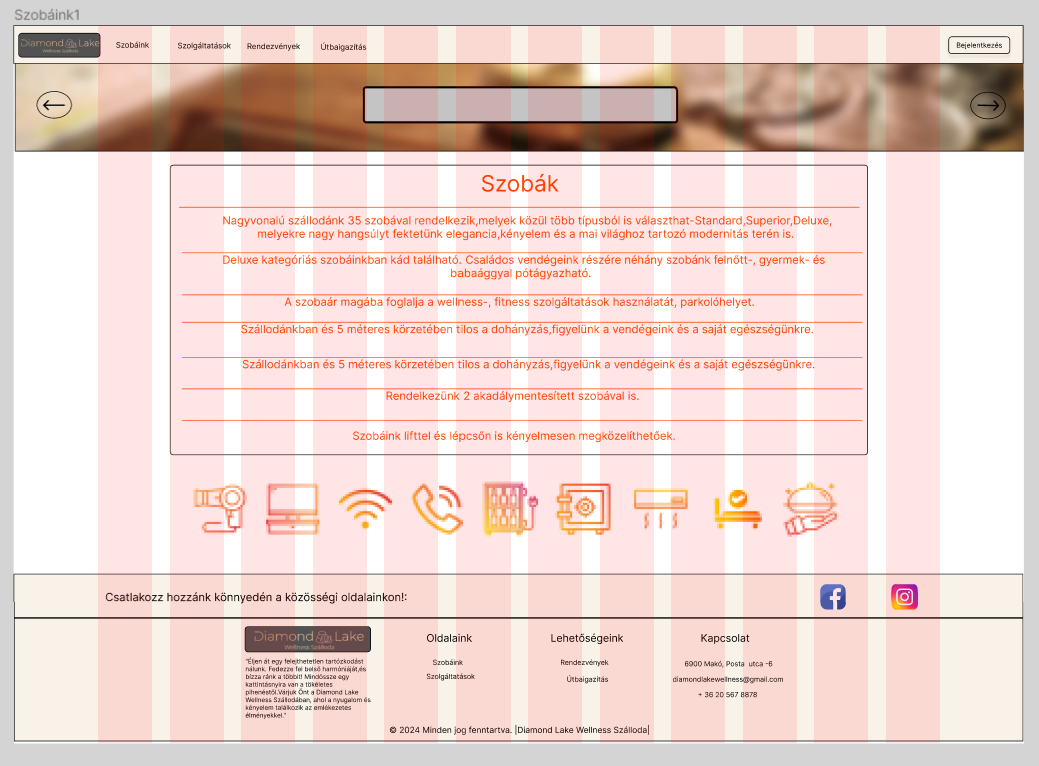 Szobáink1
Diamond Lake
Wellness Szálloda
Szobáink Szolgáltatások Rendezvények Útbaigazítás
Bejelentkezés
Szobák
Nagyvonalú szállodánk 35 szobával rendelkezik,melyek közül több típusból is választhat-Standard,Superior,Deluxe,
melyekre nagy hangsúlyt fektetünk elegancia,kényelem és a mai világhoz tartozó modernitás terén is.
Deluxe kategóriás szobáinkban kád található. Családos vendégeink részére néhány szobánk felnőtt-, gyermek- és
babaággyal pótágyazható.
A szobaár magába foglalja a wellness-, fitness szolgáltatások használatát, parkolóhelyet.
Szállodánkban és 5 méteres körzetében tilos a dohányzás,figyelünk a vendégeink és a saját egészségünkre.
Szállodánkban és 5 méteres körzetében tilos a dohányzás,figyelünk a vendégeink és a saját egészségünkre.
Rendelkezünk 2 akadálymentesített szobával is.
Szobáink lifttel és lépcsőn is kényelmesen megközelíthetőek.
Csatlakozz hozzánk könnyedén a közösségi oldalainkon!:
Diamond Lake
Wellness Szálloda
"Éljen át egy felejthetetlen tartózkodást
nálunk. Fedezze fel belső harmóniáját,és
bízza ránk a többit! Mindössze egy
kattintásnyira van a tökéletes
pihenéstől.Várjuk Önt a Diamond Lake
Wellness Szállodában, ahol a nyugalom és
kényelem találkozik az emlékezetes
élményekkel."
Oldalaink
Szobáink
Szolgáltatások
Lehetőségeink
Rendezvények
Útbaigazítás
Kapcsolat
6900 Makó, Posta utca -6
diamondlakewellness@gmail.com
+ 36 20 567 8878
© 2024 Minden jog fenntartva. |Diamond Lake Wellness Szálloda|